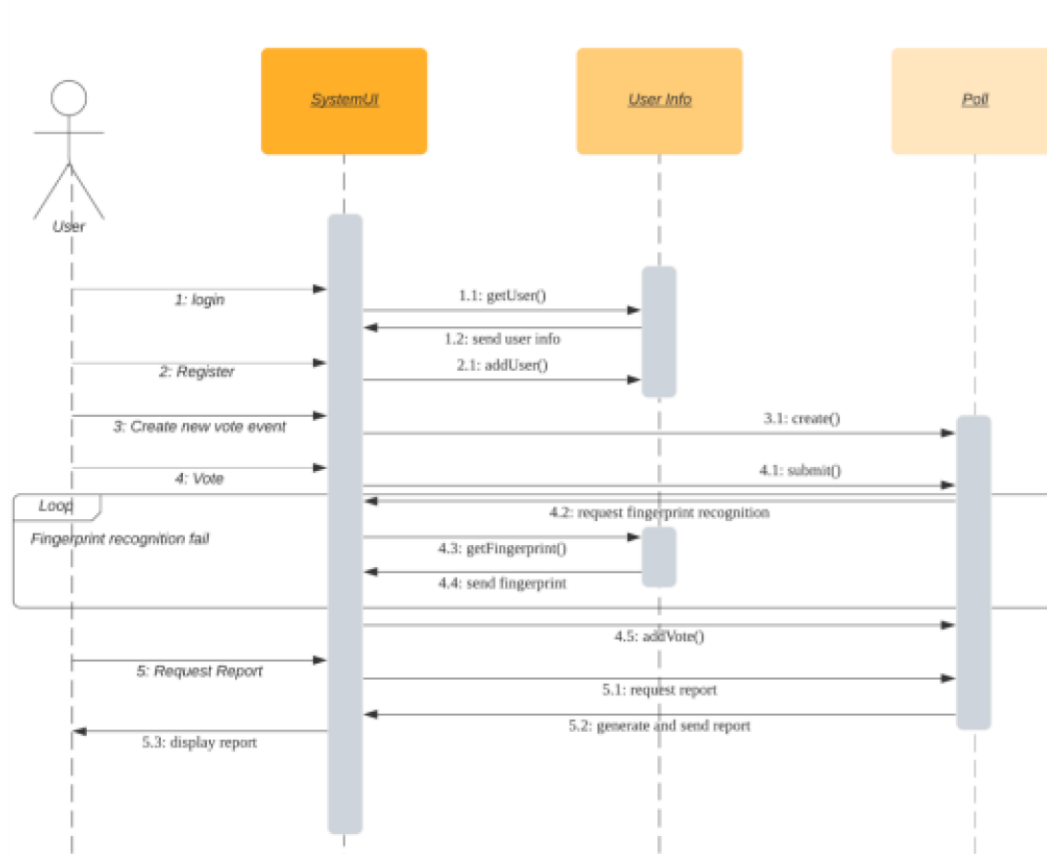 SystemUI
User Info
Poll
User
1: login
1.1: getUser()
1.2: send user info
2: Register
2.1: addUser()
3: Create new vote event
3.1: create()
4: Vote
4.1: submit()
Loop
4.2: request fingerprint recognition
Fingerprint recognition fail
4.3: getFingerprint()
4.4: send fingerprint
4.5: addVote()
5: Request Report
5.1: request report
5.2: generate and send report
5.3: display report